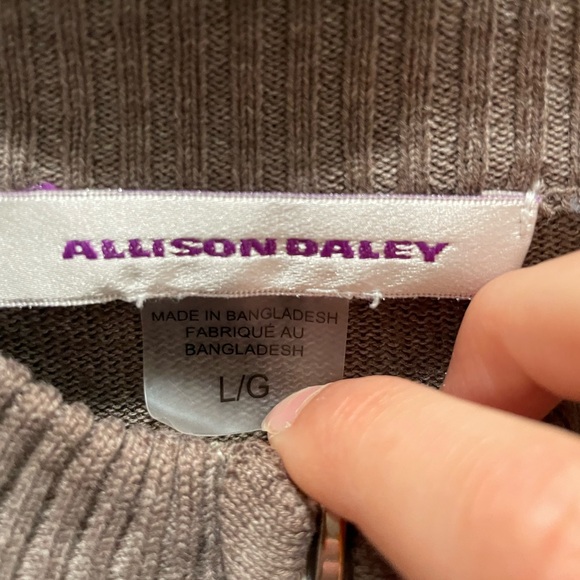 ALLISON DALEY
MADE IN BANGLADESH
FABRIQUÉ AU
BANGLADESH
L/G